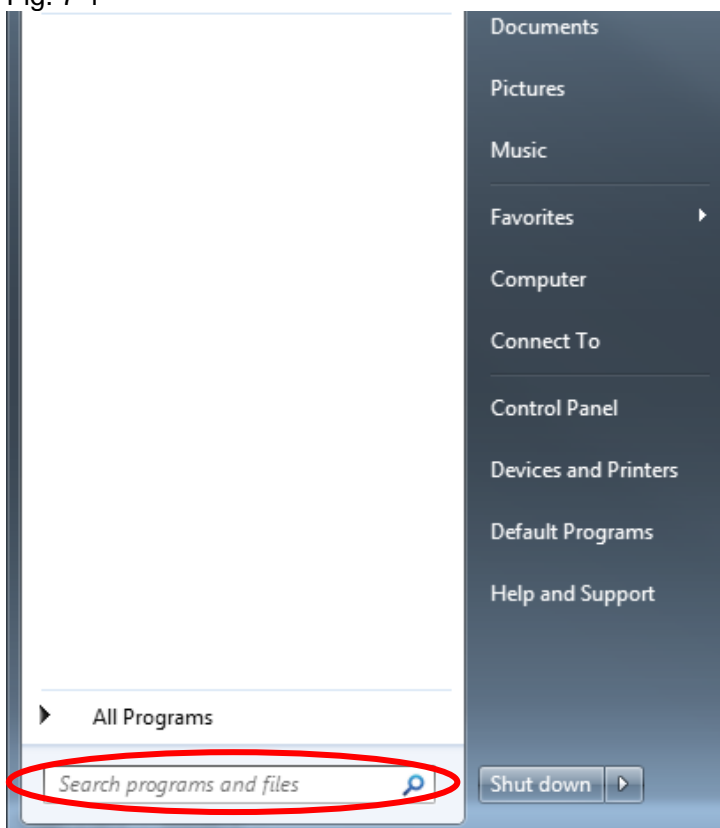 Documents
Pictures
Music
Favorites
Computer
Connect To
Control Panel
Devices and Printers
Default Programs
Help and Support
All Programs
Search programs and files
Shut down